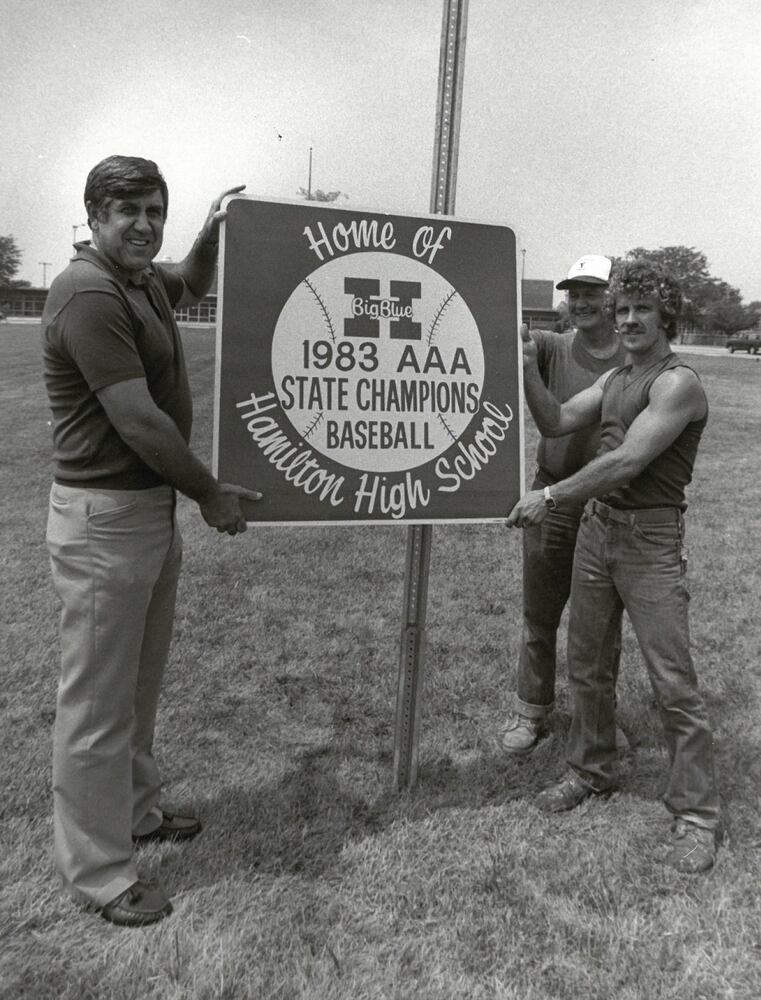 Home Of
H
Big Blue
1983 AAA
STATE CHAMPIONS
BASEBALL
Hamilton High School